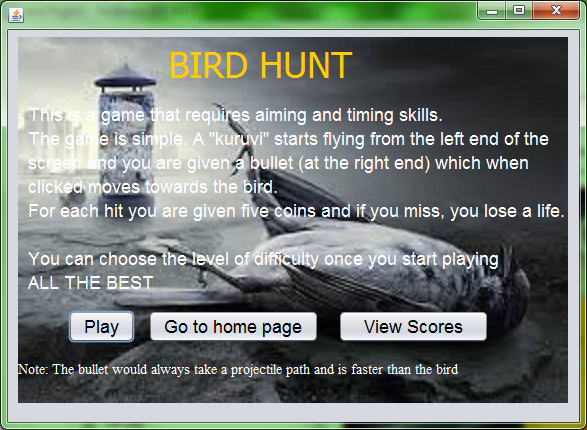 BIRD HUNT
This is a game that requires aiming and timing skills.
The game is simple. A "kuruvi" starts flying from the left end of the
screen and you are given a bullet (at the right end) which when
clicked moves towards the bird.
For each hit you are given five coins and if you miss, you lose a life.
You can choose the level of difficulty once you start playing
ALL THE BEST
Play Go to home page View Scores
Note: The bullet would always take a projectile path and is faster than the bird